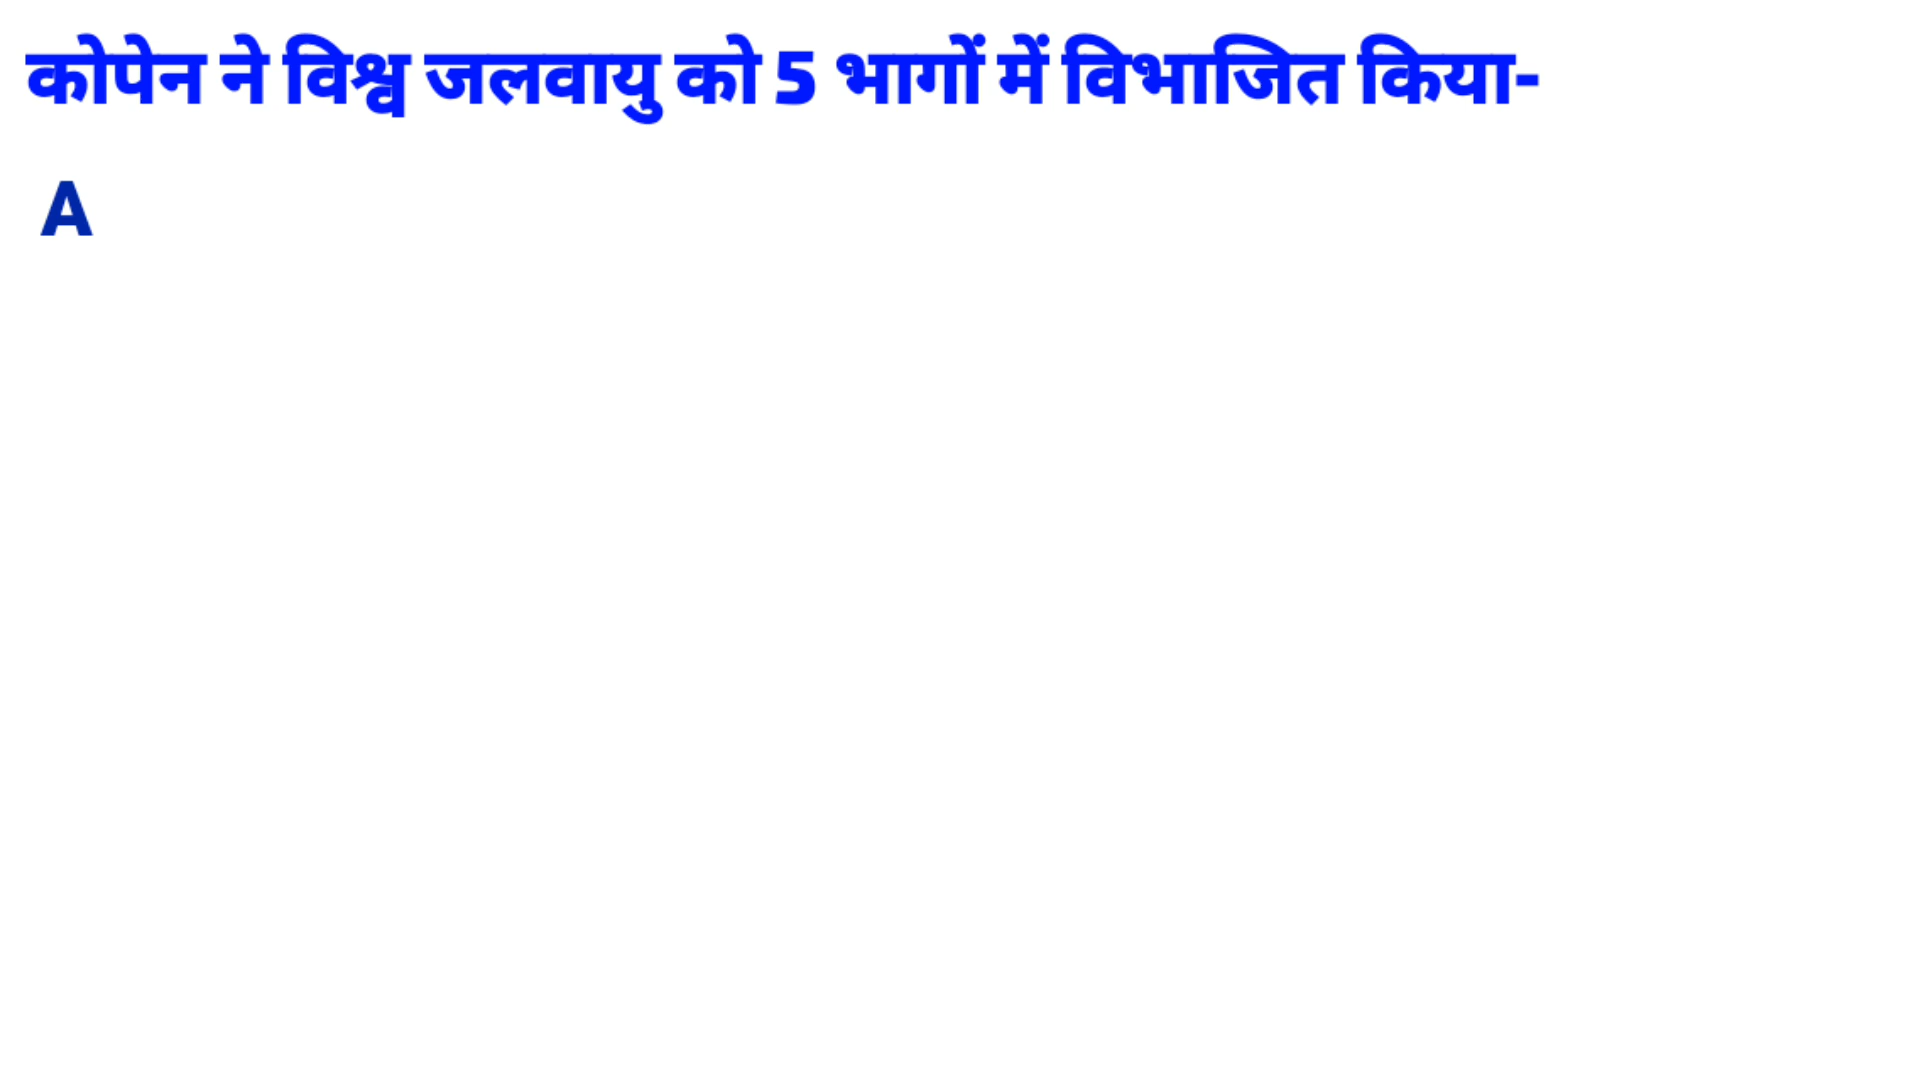 कोपेन ने विश्व जलवायु को 5 भागों में विभाजित किया-
A